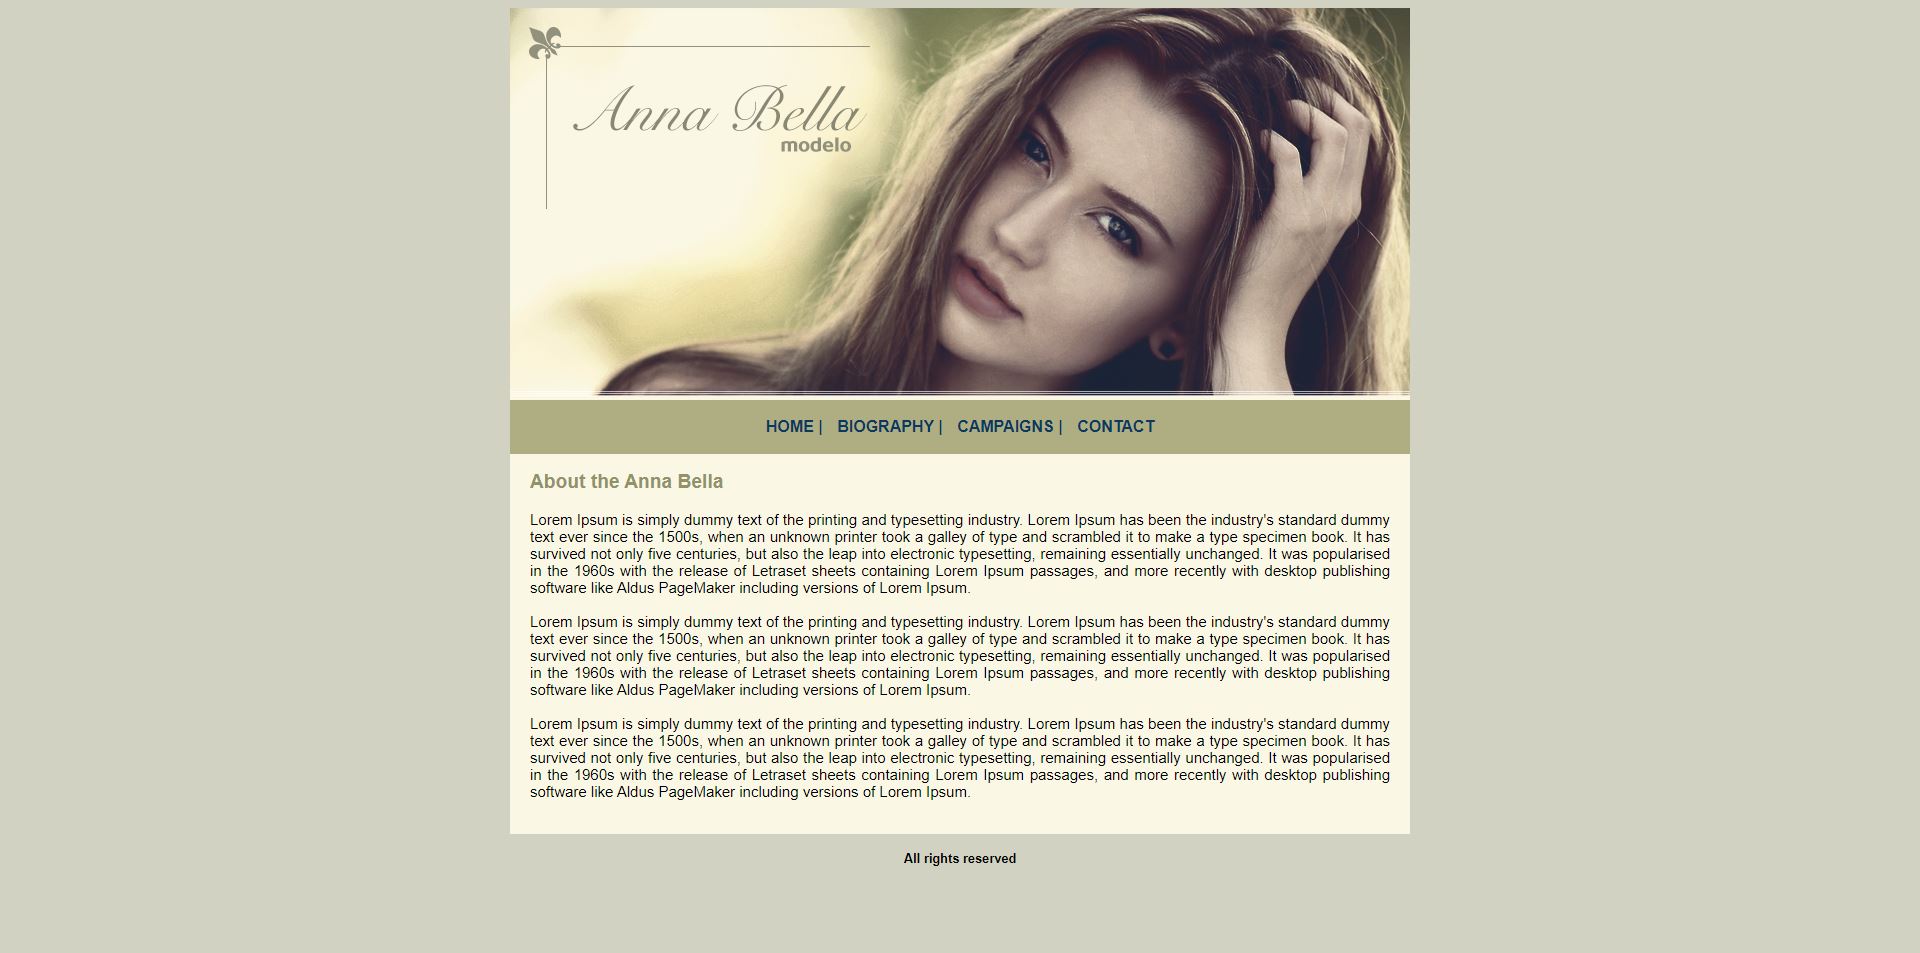 Anna Bella
modelo
HOME | BIOGRAPHY | CAMPAIGNS | CONTACT
About the Anna Bella
Lorem Ipsum is simply dummy text of the printing and typesetting industry. Lorem Ipsum has been the industry's standard dummy
text ever since the 1500s, when an unknown printer took a galley of type and scrambled it to make a type specimen book. It has
survived not only five centuries, but also the leap into electronic typesetting, remaining essentially unchanged. It was popularised
in the 1960s with the release of Letraset sheets containing Lorem Ipsum passages, and more recently with desktop publishing
software like Aldus PageMaker including versions of Lorem Ipsum.
Lorem Ipsum is simply dummy text of the printing and typesetting industry. Lorem Ipsum has been the industry's standard dummy
text ever since the 1500s, when an unknown printer took a galley of type and scrambled it to make a type specimen book. It has
survived not only five centuries, but also the leap into electronic typesetting, remaining essentially unchanged. It was popularised
in the 1960s with the release of Letraset sheets containing Lorem Ipsum passages, and more recently with desktop publishing
software like Aldus PageMaker including versions of Lorem Ipsum.
Lorem Ipsum is simply dummy text of the printing and typesetting industry. Lorem Ipsum has been the industry's standard dummy
text ever since the 1500s, when an unknown printer took a galley of type and scrambled it to make a type specimen book. It has
survived not only five centuries, but also the leap into electronic typesetting, remaining essentially unchanged. It was popularised
in the 1960s with the release of Letraset sheets containing Lorem Ipsum passages, and more recently with desktop publishing
software like Aldus PageMaker including versions of Lorem Ipsum.
All rights reserved